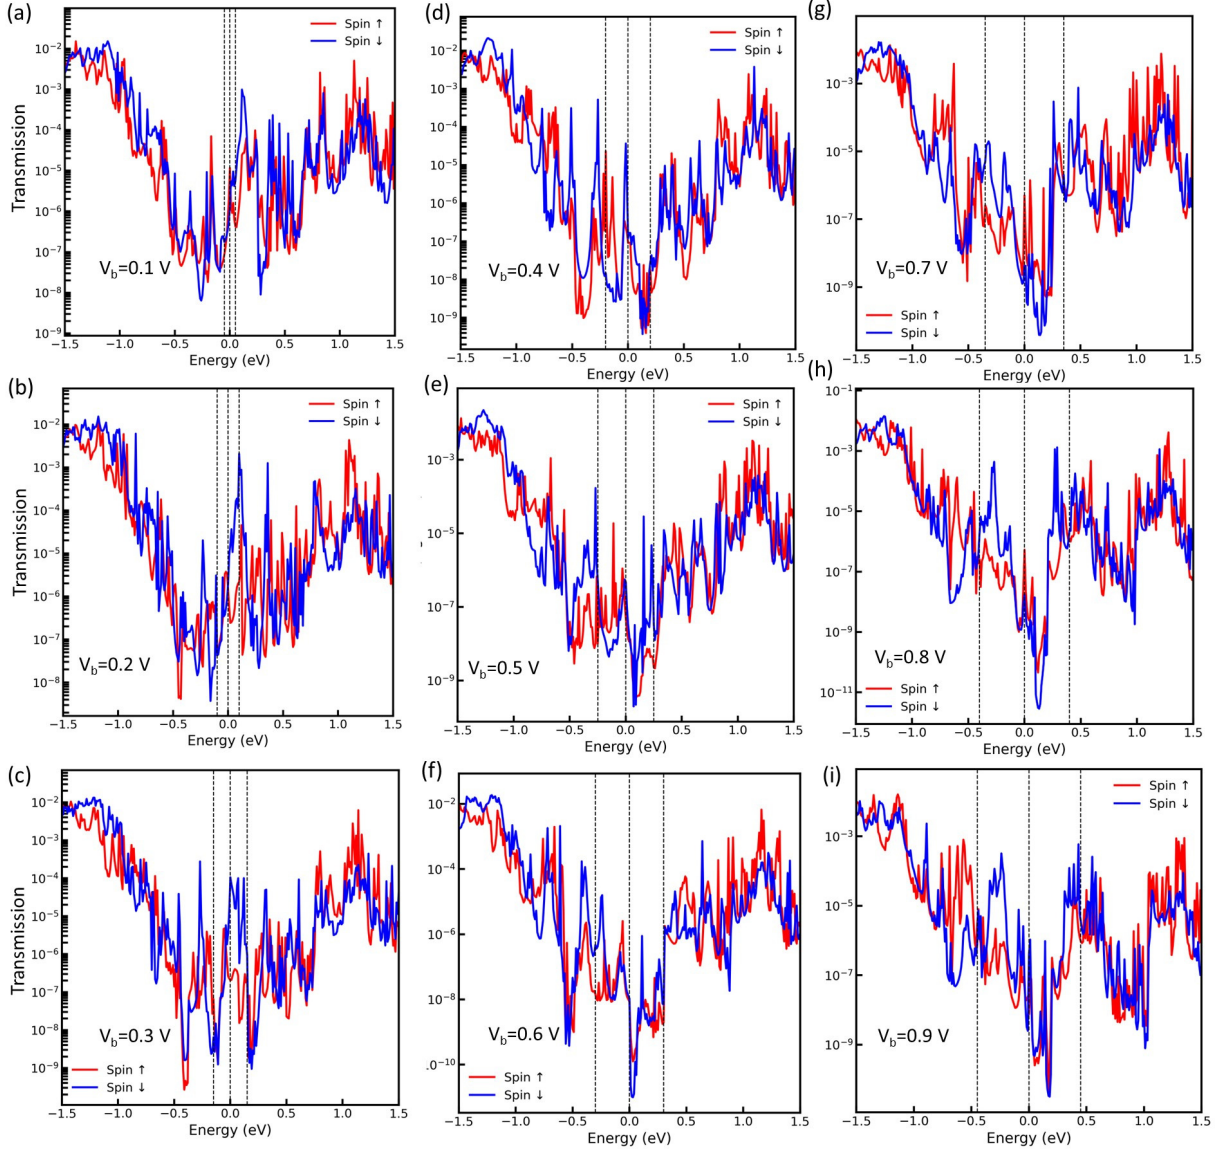 (a)
Spin ↑
Spin ↓
10⁻²
10⁻³
10⁻⁴
10⁻⁵
10⁻⁶
10⁻⁷
10⁻⁸
10⁻⁹
Transmission
V_b=0.1 V
−1.5 −1.0 −0.5 0.0 0.5 1.0 1.5
Energy (eV)
(b)
Spin ↑
Spin ↓
10⁻²
10⁻³
10⁻⁴
10⁻⁵
10⁻⁶
10⁻⁷
10⁻⁸
Transmission
V_b=0.2 V
−1.5 −1.0 −0.5 0.0 0.5 1.0 1.5
Energy (eV)
(c)
10⁻²
10⁻³
10⁻⁴
10⁻⁵
10⁻⁶
10⁻⁷
10⁻⁸
10⁻⁹
Transmission
V_b=0.3 V
Spin ↑
Spin ↓
−1.5 −1.0 −0.5 0.0 0.5 1.0 1.5
Energy (eV)
(d)
Spin ↑
Spin ↓
10⁻²
10⁻³
10⁻⁴
10⁻⁵
10⁻⁶
10⁻⁷
10⁻⁸
10⁻⁹
V_b=0.4 V
−1.5 −1.0 −0.5 0.0 0.5 1.0 1.5
Energy (eV)
(e)
Spin ↑
Spin ↓
10⁻³
10⁻⁵
10⁻⁷
10⁻⁹
V_b=0.5 V
−1.5 −1.0 −0.5 0.0 0.5 1.0 1.5
Energy (eV)
(f)
10⁻²
10⁻⁴
10⁻⁶
10⁻⁸
.0⁻¹⁰
V_b=0.6 V
Spin ↑
Spin ↓
−1.5 −1.0 −0.5 0.0 0.5 1.0 1.5
Energy (eV)
(g)
10⁻³
10⁻⁵
10⁻⁷
10⁻⁹
V_b=0.7 V
Spin ↑
Spin ↓
−1.5 −1.0 −0.5 0.0 0.5 1.0 1.5
Energy (eV)
(h)
10⁻¹
10⁻³
10⁻⁵
10⁻⁷
10⁻⁹
10⁻¹¹
V_b=0.8 V
Spin ↑
Spin ↓
−1.5 −1.0 −0.5 0.0 0.5 1.0 1.5
Energy (eV)
(i)
Spin ↑
Spin ↓
10⁻³
10⁻⁵
10⁻⁷
10⁻⁹
V_b=0.9 V
−1.5 −1.0 −0.5 0.0 0.5 1.0 1.5
Energy (eV)